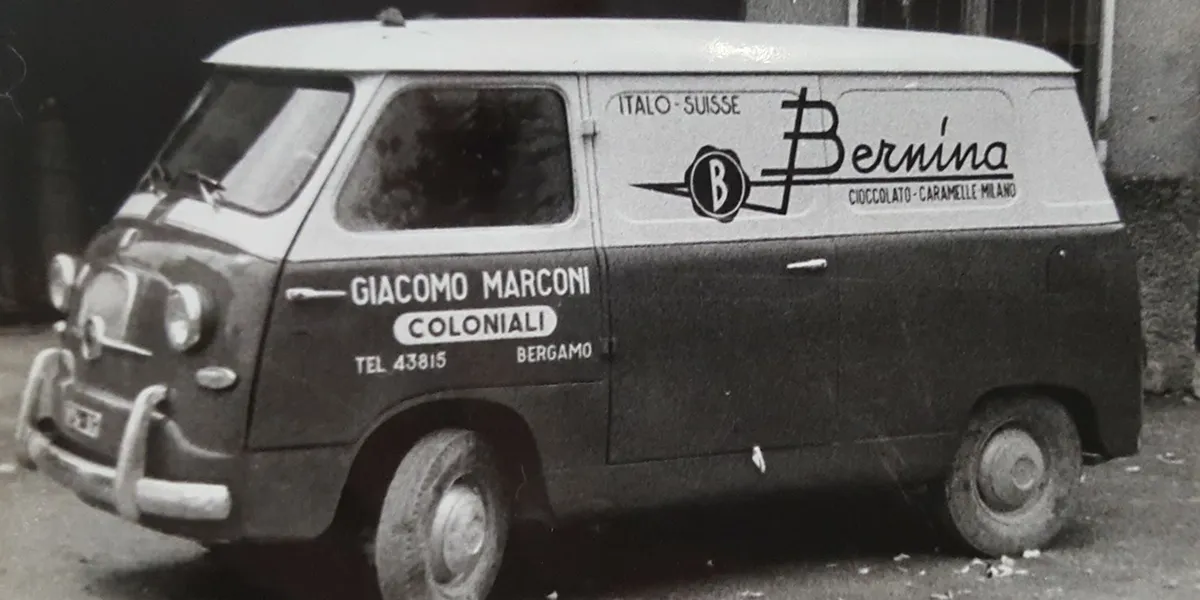 ITALO-SUISSE
B
Bernina
CIOCCOLATO-CARAMELLE-MILANO
GIACOMO MARCONI
COLONIALI
TEL 43815 BERGAMO